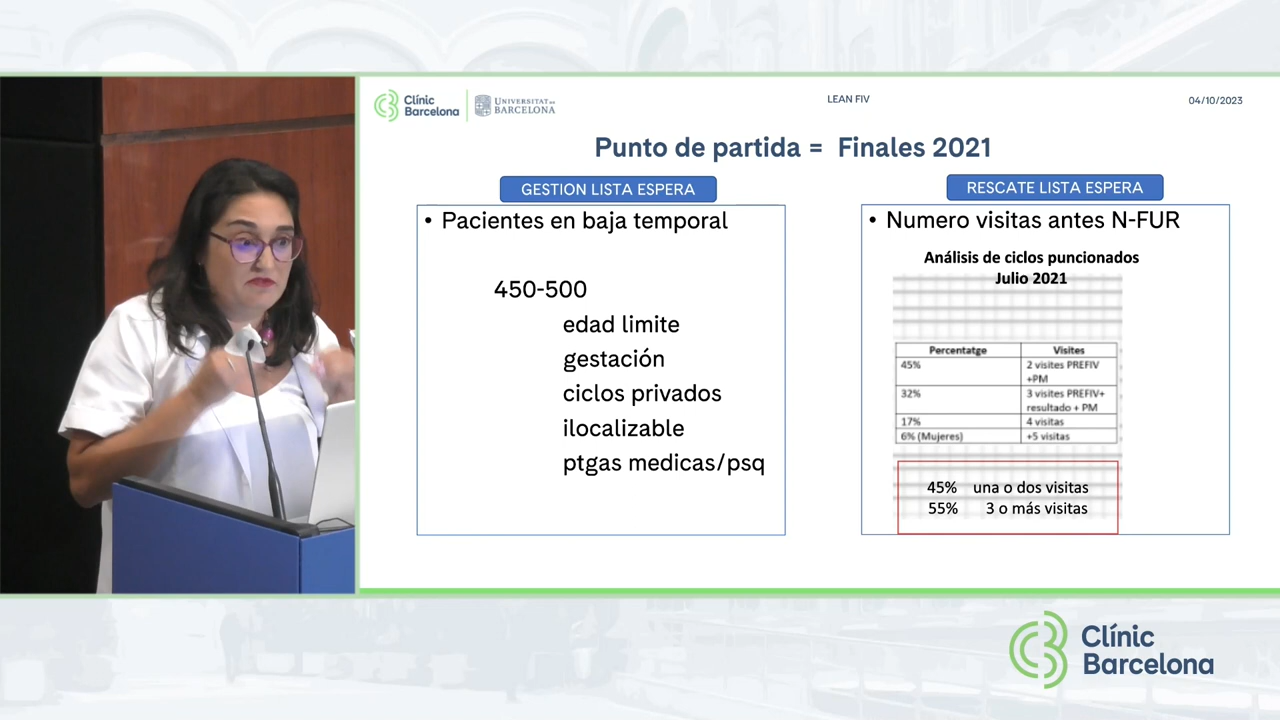 Clínic
Barcelona
UNIVERSITAT DE
BARCELONA
LEAN FIV
04/10/2023
Punto de partida = Finales 2021
GESTION LISTA ESPERA
• Pacientes en baja temporal
450-500
edad limite
gestación
ciclos privados
ilocalizable
ptgas medicas/psq
RESCATE LISTA ESPERA
• Numero visitas antes N-FUR
Análisis de ciclos puncionados
Julio 2021
Percentatge Visites
45% 2 visites PREFIV
+PM
32% 3 visites PREFIV+
resultado + PM
17% 4 visites
6% (Mujeres) +5 visites
45% una o dos visitas
55% 3 o más visitas
Clínic
Barcelona